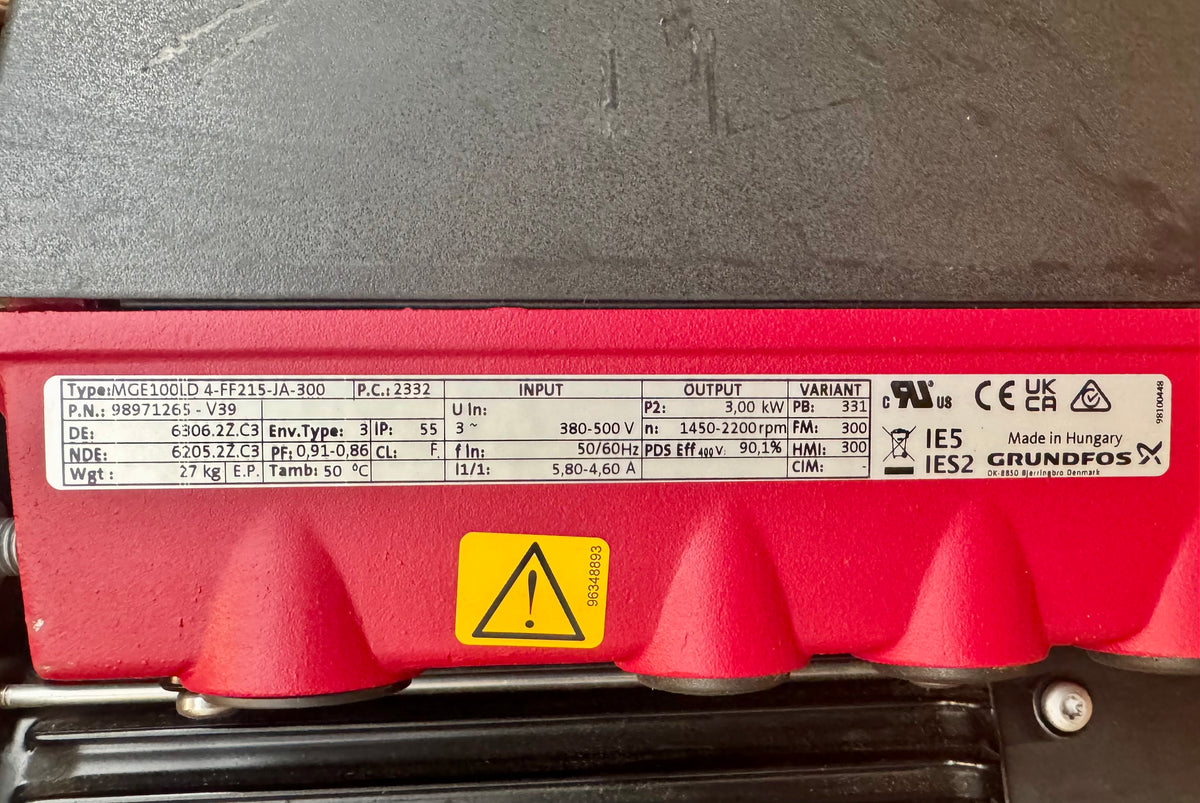 Type:MGE100LD 4-FF215-JA-300 P.C.: 2332 INPUT OUTPUT VARIANT
P.N.: 98971265 - V39 U In: P2: 3,00 kW PB: 331
DE: 6306.2Z.C3 Env.Type: 3 IP: 55 3 ~ 380-500 V n: 1450-2200 rpm FM: 300
NDE: 6205.2Z.C3 PF: 0,91-0,86 CL: F f In: 50/60Hz PDS Eff 400V: 90,1% HMI: 300
Wgt : 27 kg E.P. Tamb: 50 °C I1/1: 5,80-4,60 A CIM: -
c RU US CE UK CA
IE5
IES2
Made in Hungary
GRUNDFOS
DK-8850 Bjerringbro Denmark
98100448
96348893